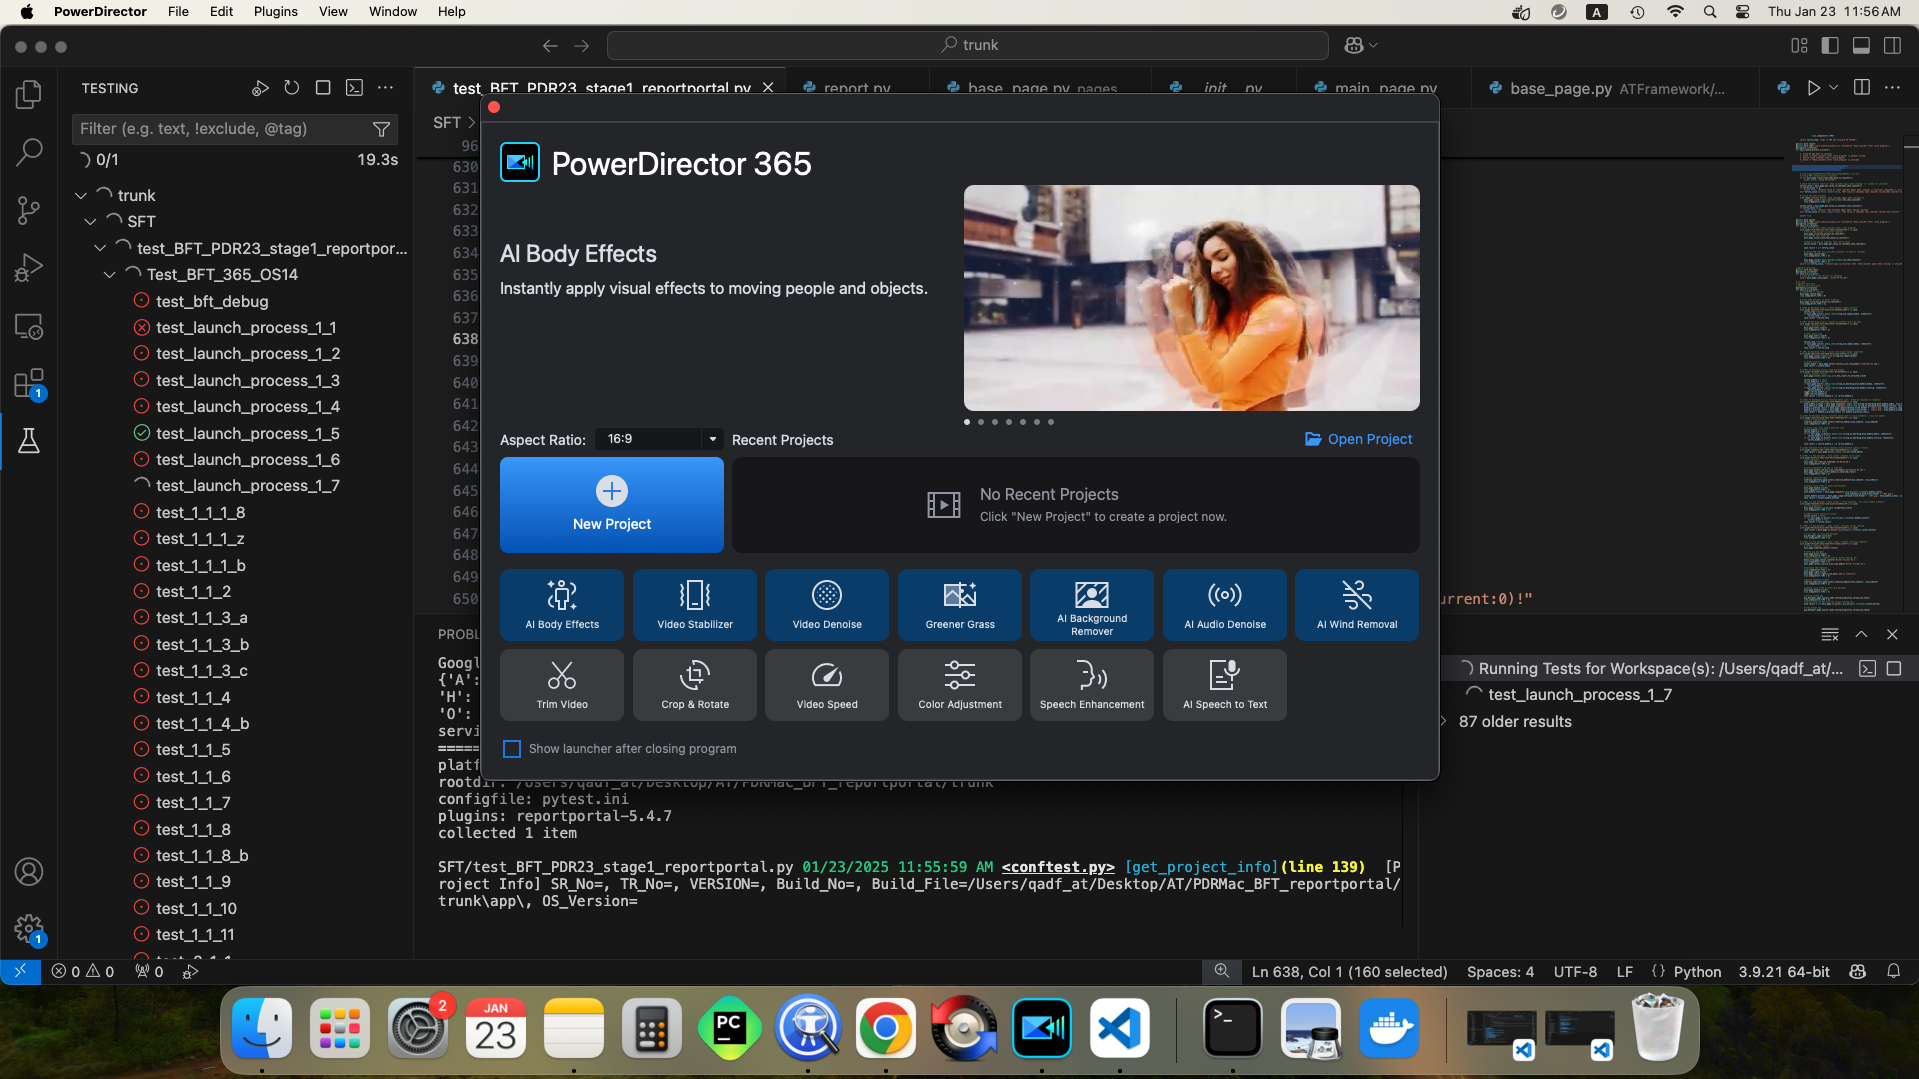 PowerDirector File Edit Plugins View Window Help A Thu Jan 23 11:56 AM
trunk
TESTING
test_BFT_PDR23_stage1_reportportal.py report.py base_page.py pages __init__.py main_page.py base_page.py ATFramework/...
Filter (e.g. text, !exclude, @tag)
SFT
0/1 19.3s
trunk
SFT
test_BFT_PDR23_stage1_reportpor...
Test_BFT_365_OS14
test_bft_debug
test_launch_process_1_1
test_launch_process_1_2
test_launch_process_1_3
test_launch_process_1_4
test_launch_process_1_5
test_launch_process_1_6
test_launch_process_1_7
test_1_1_1_8
test_1_1_1_z
test_1_1_1_b
test_1_1_2
test_1_1_3_a
test_1_1_3_b
test_1_1_3_c
test_1_1_4
test_1_1_4_b
test_1_1_5
test_1_1_6
test_1_1_7
test_1_1_8
test_1_1_8_b
test_1_1_9
test_1_1_10
test_1_1_11
96
630
631
632
633
634
635
636
637
638
639
640
641
642
643
644
645
646
647
648
649
650
PowerDirector 365
AI Body Effects
Instantly apply visual effects to moving people and objects.
Aspect Ratio: 16:9 Recent Projects Open Project
New Project
No Recent Projects
Click "New Project" to create a project now.
AI Body Effects Video Stabilizer Video Denoise Greener Grass AI Background Remover AI Audio Denoise AI Wind Removal
Trim Video Crop & Rotate Video Speed Color Adjustment Speech Enhancement AI Speech to Text
Show launcher after closing program
urrent:0)!"
PROBL
Googl
{'A':
'H':
'O':
servi
=====
platf
rootdir: /Users/qadf_at/Desktop/AT/PDRMac_BFT_reportportal/trunk
configfile: pytest.ini
plugins: reportportal-5.4.7
collected 1 item
SFT/test_BFT_PDR23_stage1_reportportal.py 01/23/2025 11:55:59 AM <conftest.py> [get_project_info](line 139) [P
roject Info] SR_No=, TR_No=, VERSION=, Build_No=, Build_File=/Users/qadf_at/Desktop/AT/PDRMac_BFT_reportportal/
trunk\app\, OS_Version=
Running Tests for Workspace(s): /Users/qadf_at/...
test_launch_process_1_7
87 older results
1
1
0 0 0 Ln 638, Col 1 (160 selected) Spaces: 4 UTF-8 LF {} Python 3.9.21 64-bit
2
JAN
23
PC
>_